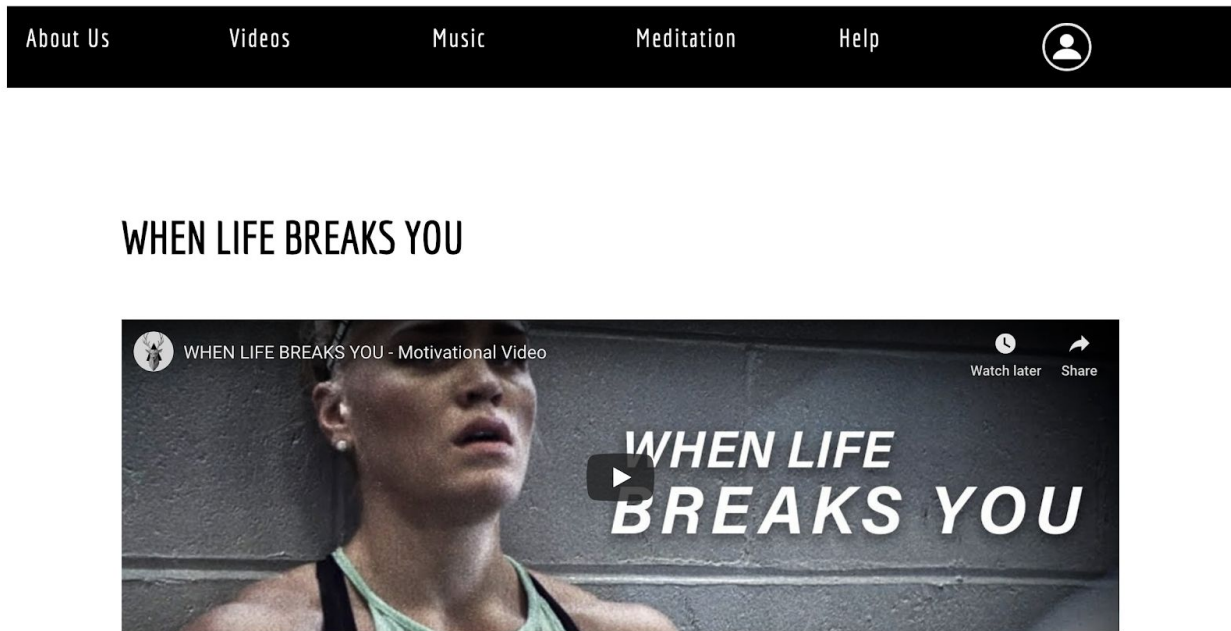 About Us Videos Music Meditation Help
WHEN LIFE BREAKS YOU
WHEN LIFE BREAKS YOU - Motivational Video
Watch later Share
WHEN LIFE
BREAKS YOU